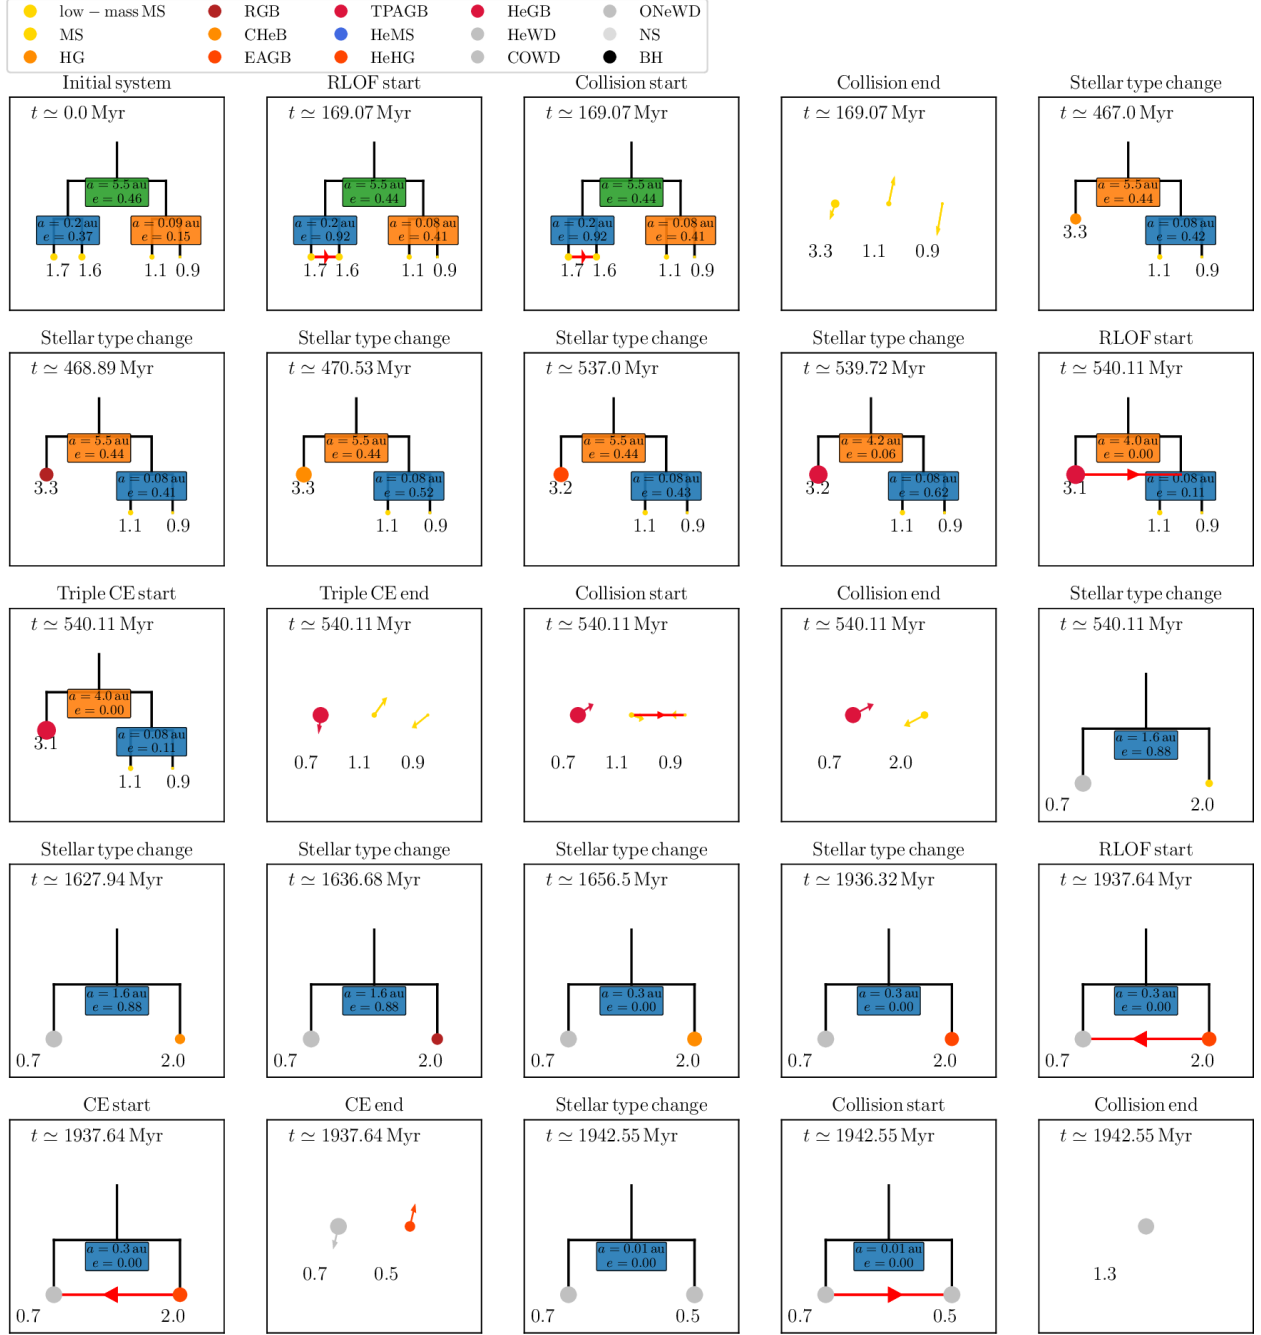 low − mass MS RGB TPAGB HeGB ONeWD
MS CHeB HeMS HeWD NS
HG EAGB HeHG COWD BH
Initial system
t ≃ 0.0 Myr
a = 5.5 au
e = 0.46
a = 0.2 au
e = 0.37
a = 0.09 au
e = 0.15
1.7 1.6 1.1 0.9
RLOF start
t ≃ 169.07 Myr
a = 5.5 au
e = 0.44
a = 0.2 au
e = 0.92
a = 0.08 au
e = 0.41
1.7 1.6 1.1 0.9
Collision start
t ≃ 169.07 Myr
a = 5.5 au
e = 0.44
a = 0.2 au
e = 0.92
a = 0.08 au
e = 0.41
1.7 1.6 1.1 0.9
Collision end
t ≃ 169.07 Myr
3.3 1.1 0.9
Stellar type change
t ≃ 467.0 Myr
a = 5.5 au
e = 0.44
3.3
a = 0.08 au
e = 0.42
1.1 0.9
Stellar type change
t ≃ 468.89 Myr
a = 5.5 au
e = 0.44
3.3
a = 0.08 au
e = 0.41
1.1 0.9
Stellar type change
t ≃ 470.53 Myr
a = 5.5 au
e = 0.44
3.3
a = 0.08 au
e = 0.52
1.1 0.9
Stellar type change
t ≃ 537.0 Myr
a = 5.5 au
e = 0.44
3.2
a = 0.08 au
e = 0.43
1.1 0.9
Stellar type change
t ≃ 539.72 Myr
a = 4.2 au
e = 0.06
3.2
a = 0.08 au
e = 0.62
1.1 0.9
RLOF start
t ≃ 540.11 Myr
a = 4.0 au
e = 0.00
3.1
a = 0.08 au
e = 0.11
1.1 0.9
Triple CE start
t ≃ 540.11 Myr
a = 4.0 au
e = 0.00
3.1
a = 0.08 au
e = 0.11
1.1 0.9
Triple CE end
t ≃ 540.11 Myr
0.7 1.1 0.9
Collision start
t ≃ 540.11 Myr
0.7 1.1 0.9
Collision end
t ≃ 540.11 Myr
0.7 2.0
Stellar type change
t ≃ 540.11 Myr
a = 1.6 au
e = 0.88
0.7 2.0
Stellar type change
t ≃ 1627.94 Myr
a = 1.6 au
e = 0.88
0.7 2.0
Stellar type change
t ≃ 1636.68 Myr
a = 1.6 au
e = 0.88
0.7 2.0
Stellar type change
t ≃ 1656.5 Myr
a = 0.3 au
e = 0.00
0.7 2.0
Stellar type change
t ≃ 1936.32 Myr
a = 0.3 au
e = 0.00
0.7 2.0
RLOF start
t ≃ 1937.64 Myr
a = 0.3 au
e = 0.00
0.7 2.0
CE start
t ≃ 1937.64 Myr
a = 0.3 au
e = 0.00
0.7 2.0
CE end
t ≃ 1937.64 Myr
0.7 0.5
Stellar type change
t ≃ 1942.55 Myr
a = 0.01 au
e = 0.00
0.7 0.5
Collision start
t ≃ 1942.55 Myr
a = 0.01 au
e = 0.00
0.7 0.5
Collision end
t ≃ 1942.55 Myr
1.3